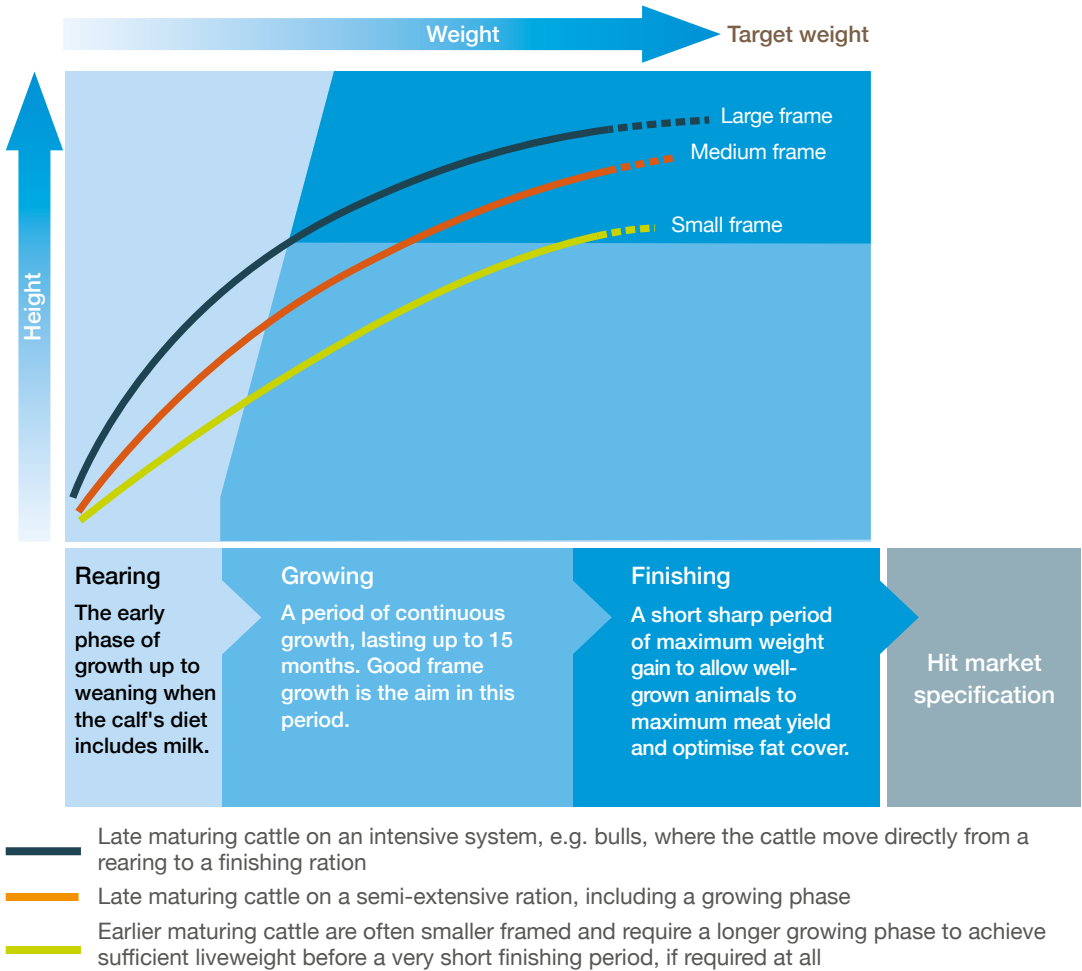 Weight
Target weight
Height
Large frame
Medium frame
Small frame
Rearing
The early
phase of
growth up to
weaning when
the calf's diet
includes milk.
Growing
A period of continuous
growth, lasting up to 15
months. Good frame
growth is the aim in this
period.
Finishing
A short sharp period
of maximum weight
gain to allow well-
grown animals to
maximum meat yield
and optimise fat cover.
Hit market
specification
Late maturing cattle on an intensive system, e.g. bulls, where the cattle move directly from a
rearing to a finishing ration
Late maturing cattle on a semi-extensive ration, including a growing phase
Earlier maturing cattle are often smaller framed and require a longer growing phase to achieve
sufficient liveweight before a very short finishing period, if required at all